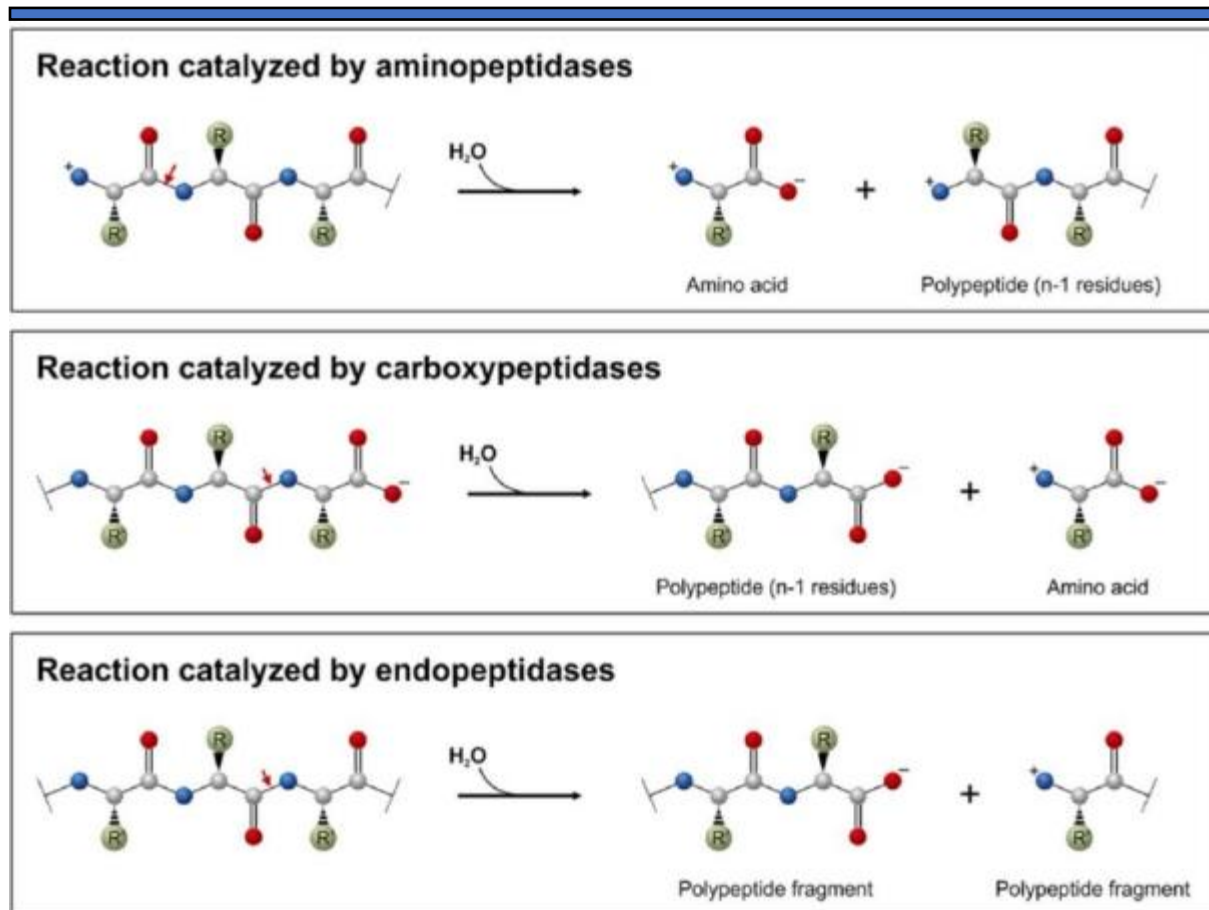 Reaction catalyzed by aminopeptidases
R
H₂O
+
R
+
+
R
+
−
R
+
R
R
Amino acid
Polypeptide (n-1 residues)
Reaction catalyzed by carboxypeptidases
R
R
H₂O
−
−
+
+
−
R
R
R
R
Polypeptide (n-1 residues)
Amino acid
Reaction catalyzed by endopeptidases
R
R
H₂O
−
+
+
R
R
R
R
Polypeptide fragment
Polypeptide fragment